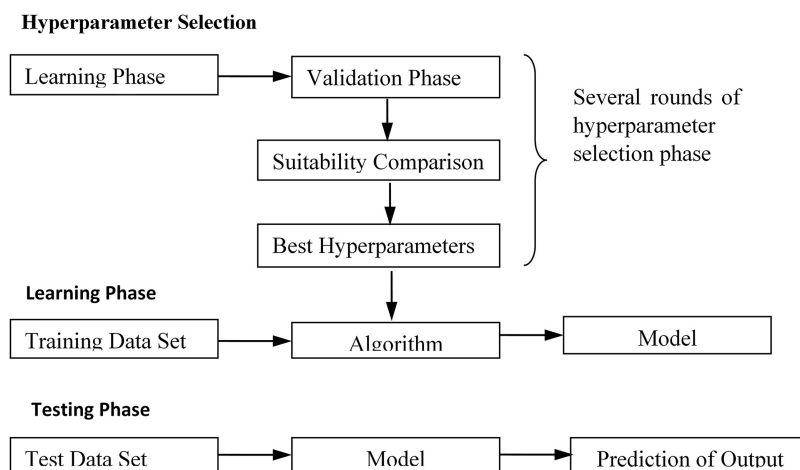 Hyperparameter Selection
Learning Phase
Validation Phase
Several rounds of
hyperparameter
selection phase
Suitability Comparison
Best Hyperparameters
Learning Phase
Training Data Set
Algorithm
Model
Testing Phase
Test Data Set
Model
Prediction of Output